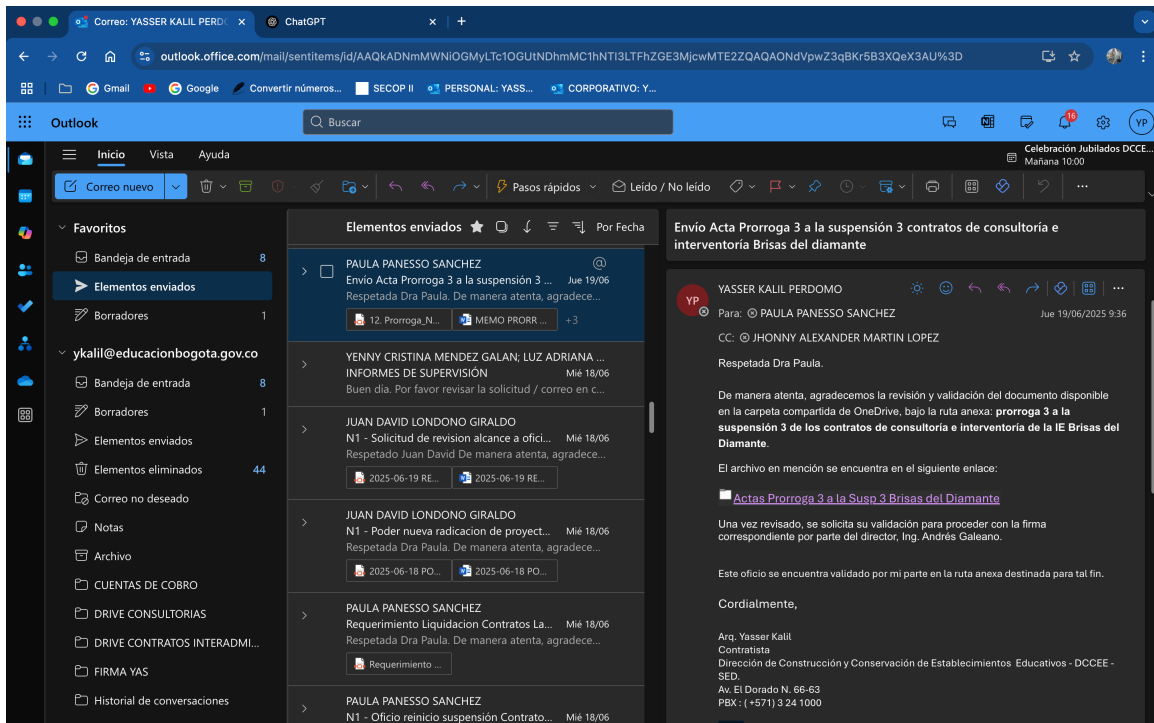 Correo: YASSER KALIL PERDO
ChatGPT
outlook.office.com/mail/sentitems/id/AAQkADNmMWNiOGMyLTc1OGUtNDhmMC1hNTI3LTFhZGE3MjcwMTE2ZQAQAONdVpwZ3qBKr5B3XQeX3AU%3D
Gmail
Google
Convertir números...
SECOP II
PERSONAL: YASS...
CORPORATIVO: Y...
Outlook
Buscar
16
YP
Inicio
Vista
Ayuda
Celebración Jubilados DCCE...
Mañana 10:00
Correo nuevo
Pasos rápidos
Leído / No leído
Favoritos
Bandeja de entrada 8
Elementos enviados
Borradores 1
ykalil@educacionbogota.gov.co
Bandeja de entrada 8
Borradores 1
Elementos enviados
Elementos eliminados 44
Correo no deseado
Notas
Archivo
CUENTAS DE COBRO
DRIVE CONSULTORIAS
DRIVE CONTRATOS INTERADMI...
FIRMA YAS
Historial de conversaciones
Elementos enviados
Por Fecha
PAULA PANESSO SANCHEZ
Envío Acta Prorroga 3 a la suspensión 3 ... Jue 19/06
Respetada Dra Paula. De manera atenta, agradece...
12. Prorroga_N...
MEMO PRORR ...
+3
YENNY CRISTINA MENDEZ GALAN; LUZ ADRIANA ...
INFORMES DE SUPERVISIÓN Mié 18/06
Buen día. Por favor revisar la solicitud / correo en c...
JUAN DAVID LONDONO GIRALDO
N1 - Solicitud de revision alcance a ofici... Mié 18/06
Respetado Juan David De manera atenta, agradece...
2025-06-19 RE...
2025-06-19 RE...
JUAN DAVID LONDONO GIRALDO
N1 - Poder nueva radicacion de proyect... Mié 18/06
Respetada Dra Paula. De manera atenta, agradece...
2025-06-18 PO...
2025-06-18 PO...
PAULA PANESSO SANCHEZ
Requerimiento Liquidacion Contratos La... Mié 18/06
Respetada Dra Paula. De manera atenta, agradece...
Requerimiento ...
PAULA PANESSO SANCHEZ
N1 - Oficio reinicio suspensión Contrato... Mié 18/06
Envío Acta Prorroga 3 a la suspensión 3 contratos de consultoría e
interventoría Brisas del diamante
YP
YASSER KALIL PERDOMO
Para: PAULA PANESSO SANCHEZ
Jue 19/06/2025 9:36
CC: JHONNY ALEXANDER MARTIN LOPEZ
Respetada Dra Paula.
De manera atenta, agradecemos la revisión y validación del documento disponible
en la carpeta compartida de OneDrive, bajo la ruta anexa: prorroga 3 a la
suspensión 3 de los contratos de consultoría e interventoría de la IE Brisas del
Diamante.
El archivo en mención se encuentra en el siguiente enlace:
Actas Prorroga 3 a la Susp 3 Brisas del Diamante
Una vez revisado, se solicita su validación para proceder con la firma
correspondiente por parte del director, Ing. Andrés Galeano.
Este oficio se encuentra validado por mi parte en la ruta anexa destinada para tal fin.
Cordialmente,
Arq. Yasser Kalil
Contratista
Dirección de Construcción y Conservación de Establecimientos Educativos - DCCEE -
SED.
Av. El Dorado N. 66-63
PBX : ( +571) 3 24 1000